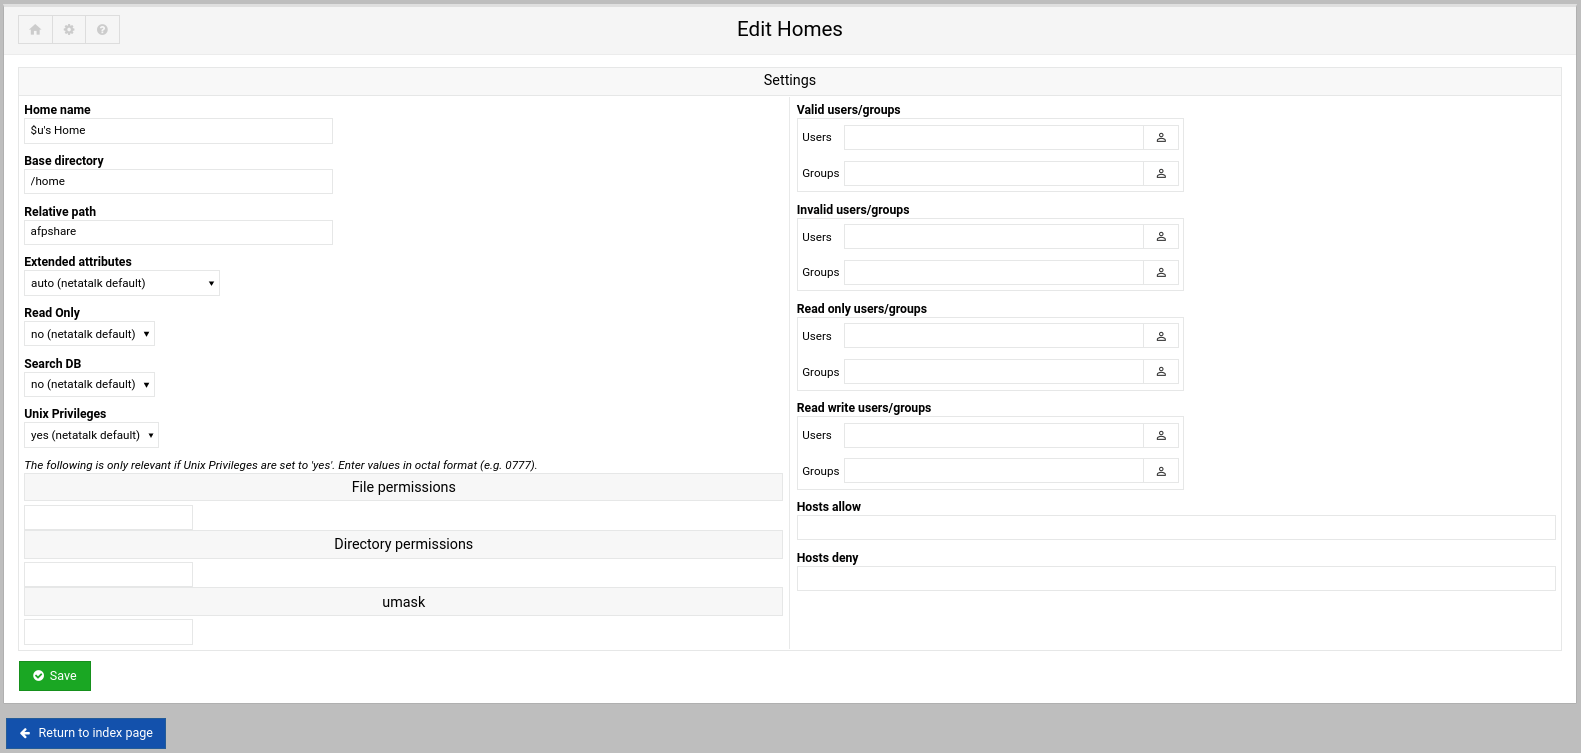 Edit Homes
Settings
Home name
$u's Home
Base directory
/home
Relative path
afpshare
Extended attributes
auto (netatalk default)
Read Only
no (netatalk default)
Search DB
no (netatalk default)
Unix Privileges
yes (netatalk default)
The following is only relevant if Unix Privileges are set to 'yes'. Enter values in octal format (e.g. 0777).
File permissions
Directory permissions
umask
Valid users/groups
Users
Groups
Invalid users/groups
Users
Groups
Read only users/groups
Users
Groups
Read write users/groups
Users
Groups
Hosts allow
Hosts deny
Save
Return to index page